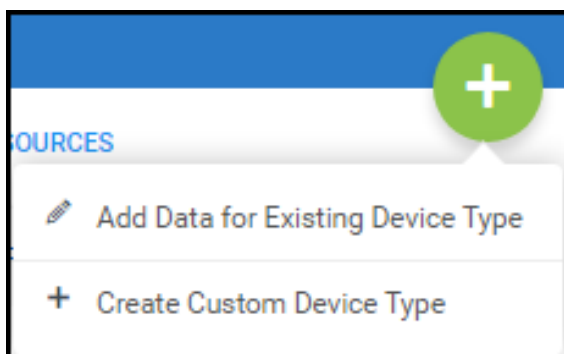 OURCES
Add Data for Existing Device Type
Create Custom Device Type